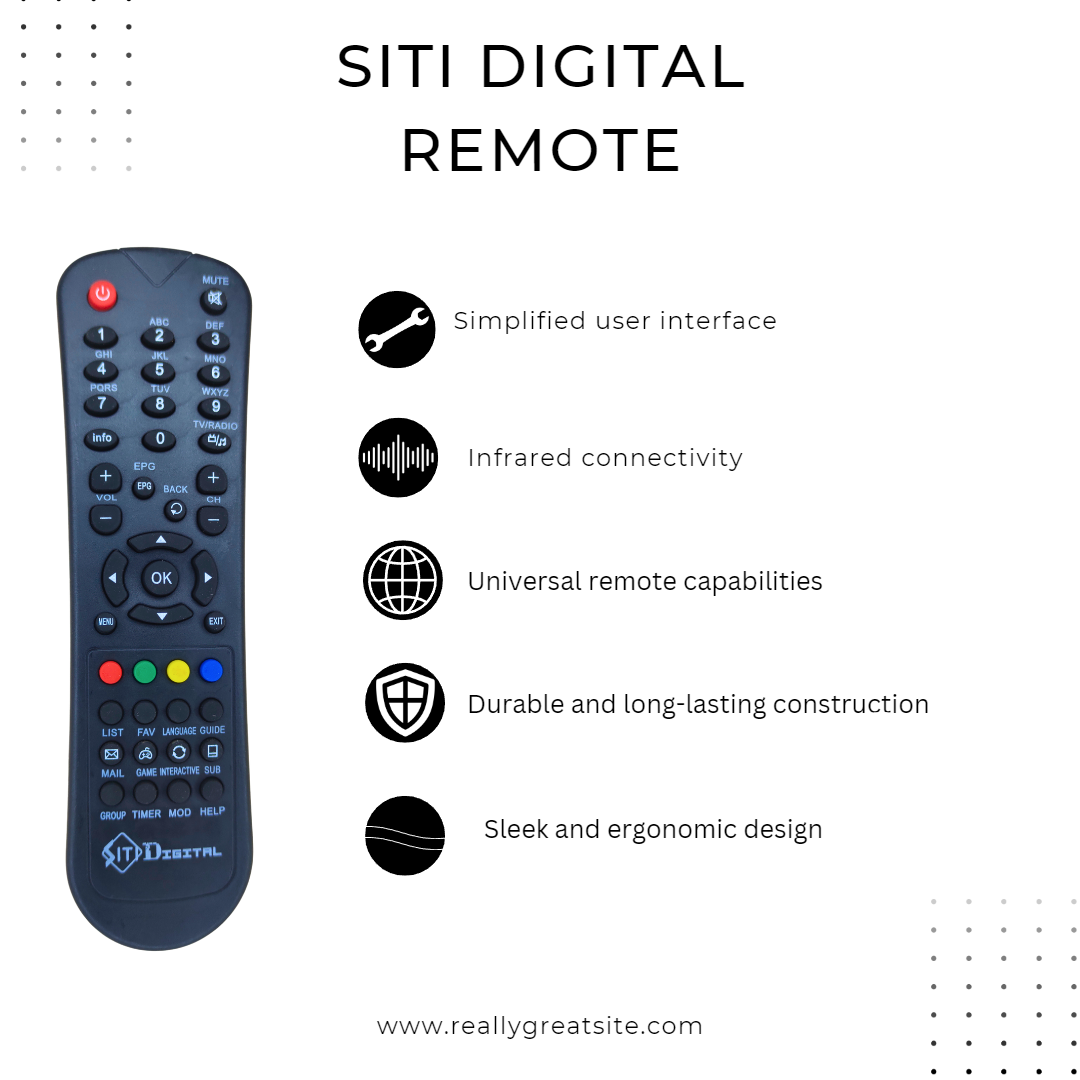 SITI DIGITAL
REMOTE
MUTE
ABC DEF
1 2 3
GHI JKL MNO
4 5 6
PQRS TUV WXYZ
7 8 9
TV/RADIO
info 0
+ EPG +
EPG BACK
VOL CH
− −
OK
MENU EXIT
LIST FAV LANGUAGE GUIDE
MAIL GAME INTERACTIVE SUB
GROUP TIMER MOD HELP
SITI DIGITAL
Simplified user interface
Infrared connectivity
Universal remote capabilities
Durable and long-lasting construction
Sleek and ergonomic design
www.reallygreatsite.com